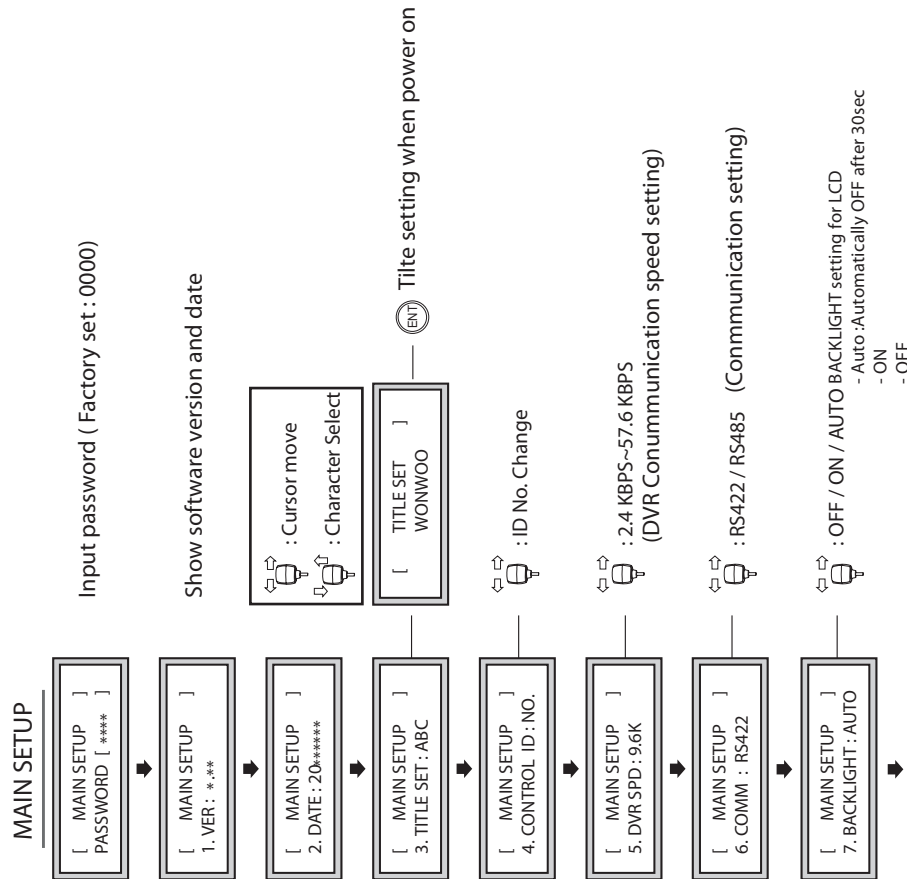 MAIN SETUP
[ MAIN SETUP ]
PASSWORD [ **** ]
Input password ( Factory set : 0000)
[ MAIN SETUP ]
1. VER : *.**
Show software version and date
[ MAIN SETUP ]
2. DATE : 20******
: Cursor move
: Character Select
[ MAIN SETUP ]
3. TITLE SET : ABC
[ TITLE SET ]
WONWOO
ENT Tilte setting when power on
[ MAIN SETUP ]
4. CONTROL ID : NO.
: ID No. Change
[ MAIN SETUP ]
5. DVR SPD : 9.6K
: 2.4 KBPS~57.6 KBPS
(DVR Conummunication speed setting)
[ MAIN SETUP ]
6. COMM : RS422
: RS422 / RS485 (Conmmunication setting)
[ MAIN SETUP ]
7. BACKLIGHT : AUTO
: OFF / ON / AUTO BACKLIGHT setting for LCD
- Auto :Automatically OFF after 30sec
- ON
- OFF